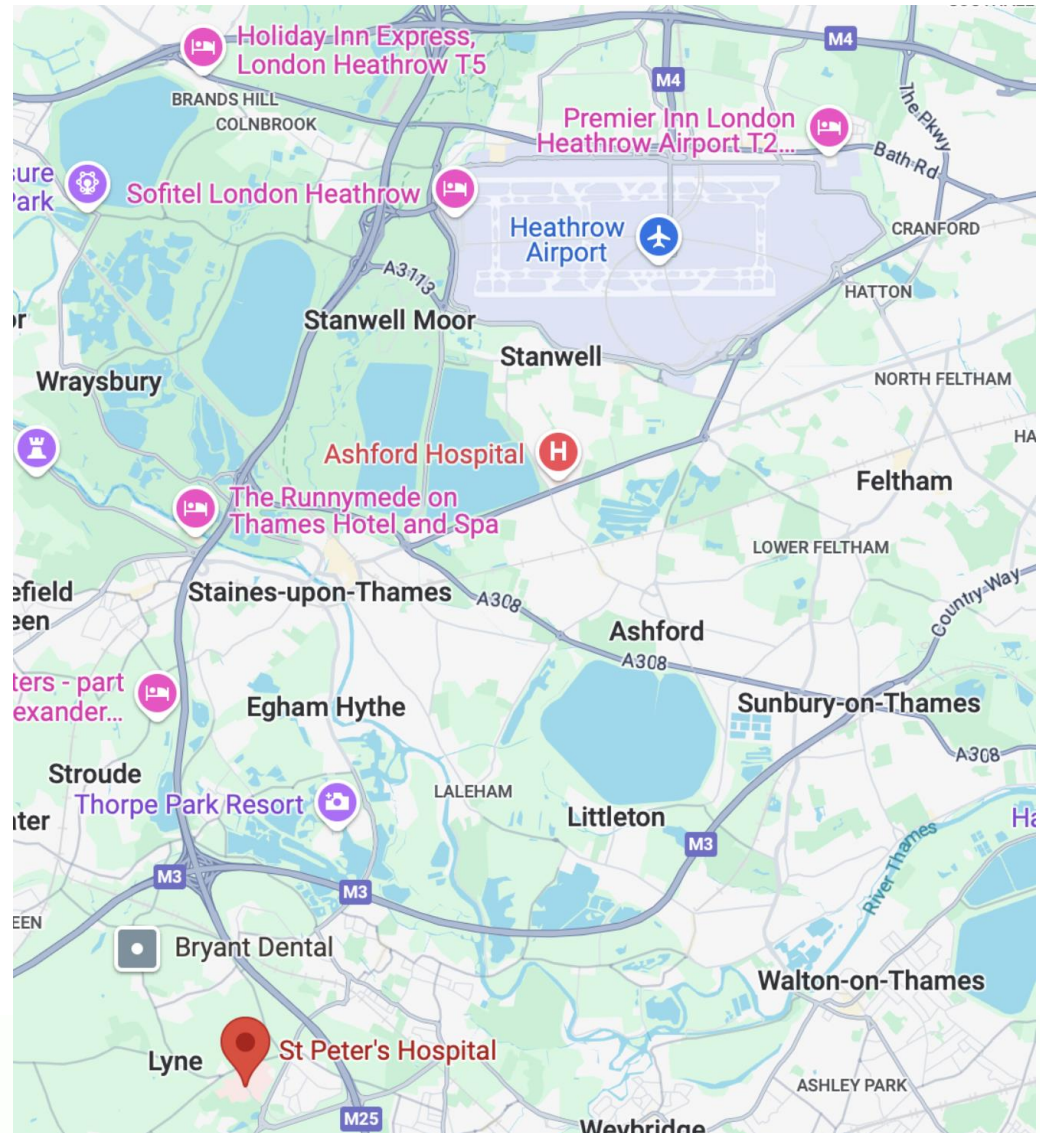 Holiday Inn Express,
London Heathrow T5
M4
M4
BRANDS HILL
COLNBROOK
The Pkwy
Premier Inn London
Heathrow Airport T2...
Bath Rd
sure
Park
Sofitel London Heathrow
Heathrow
Airport
CRANFORD
A3113
HATTON
or
Stanwell Moor
Stanwell
Wraysbury
NORTH FELTHAM
HA
Ashford Hospital
H
Feltham
The Runnymede on
Thames Hotel and Spa
LOWER FELTHAM
efield
een
Staines-upon-Thames
A308
Country Way
Ashford
A308
ters - part
exander...
Egham Hythe
Sunbury-on-Thames
A308
Stroude
LALEHAM
Thorpe Park Resort
ter
Littleton
Ha
M3
River Thames
M3
M3
EEN
Bryant Dental
Walton-on-Thames
St Peter's Hospital
Lyne
ASHLEY PARK
M25
Weybridge